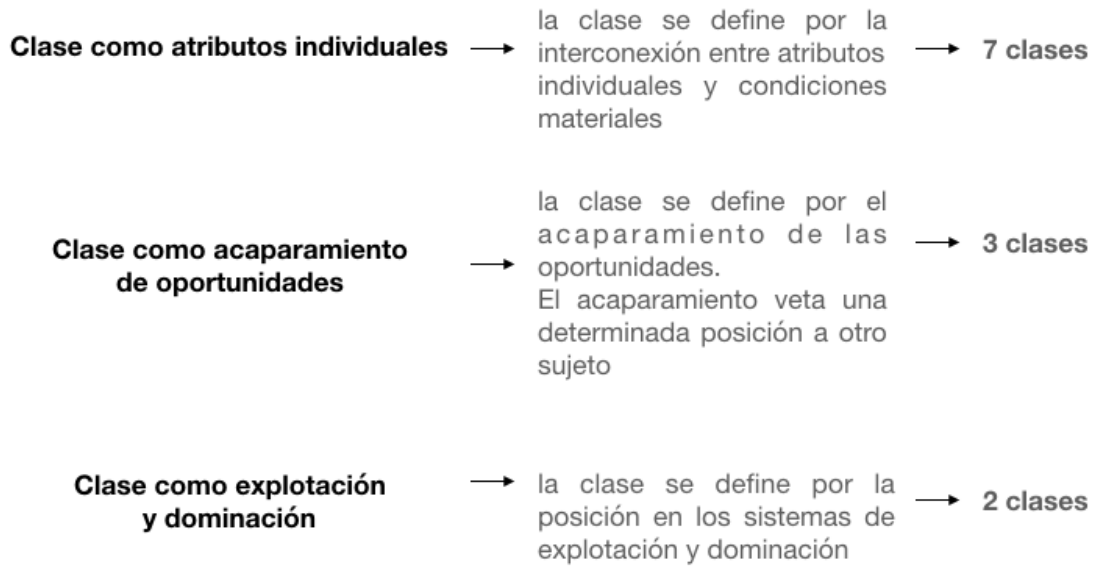 Clase como atributos individuales
la clase se define por la
interconexión entre atributos
individuales y condiciones
materiales
7 clases
Clase como acaparamiento
de oportunidades
la clase se define por el
acaparamiento de las
oportunidades.
El acaparamiento veta una
determinada posición a otro
sujeto
3 clases
Clase como explotación
y dominación
la clase se define por la
posición en los sistemas de
explotación y dominación
2 clases